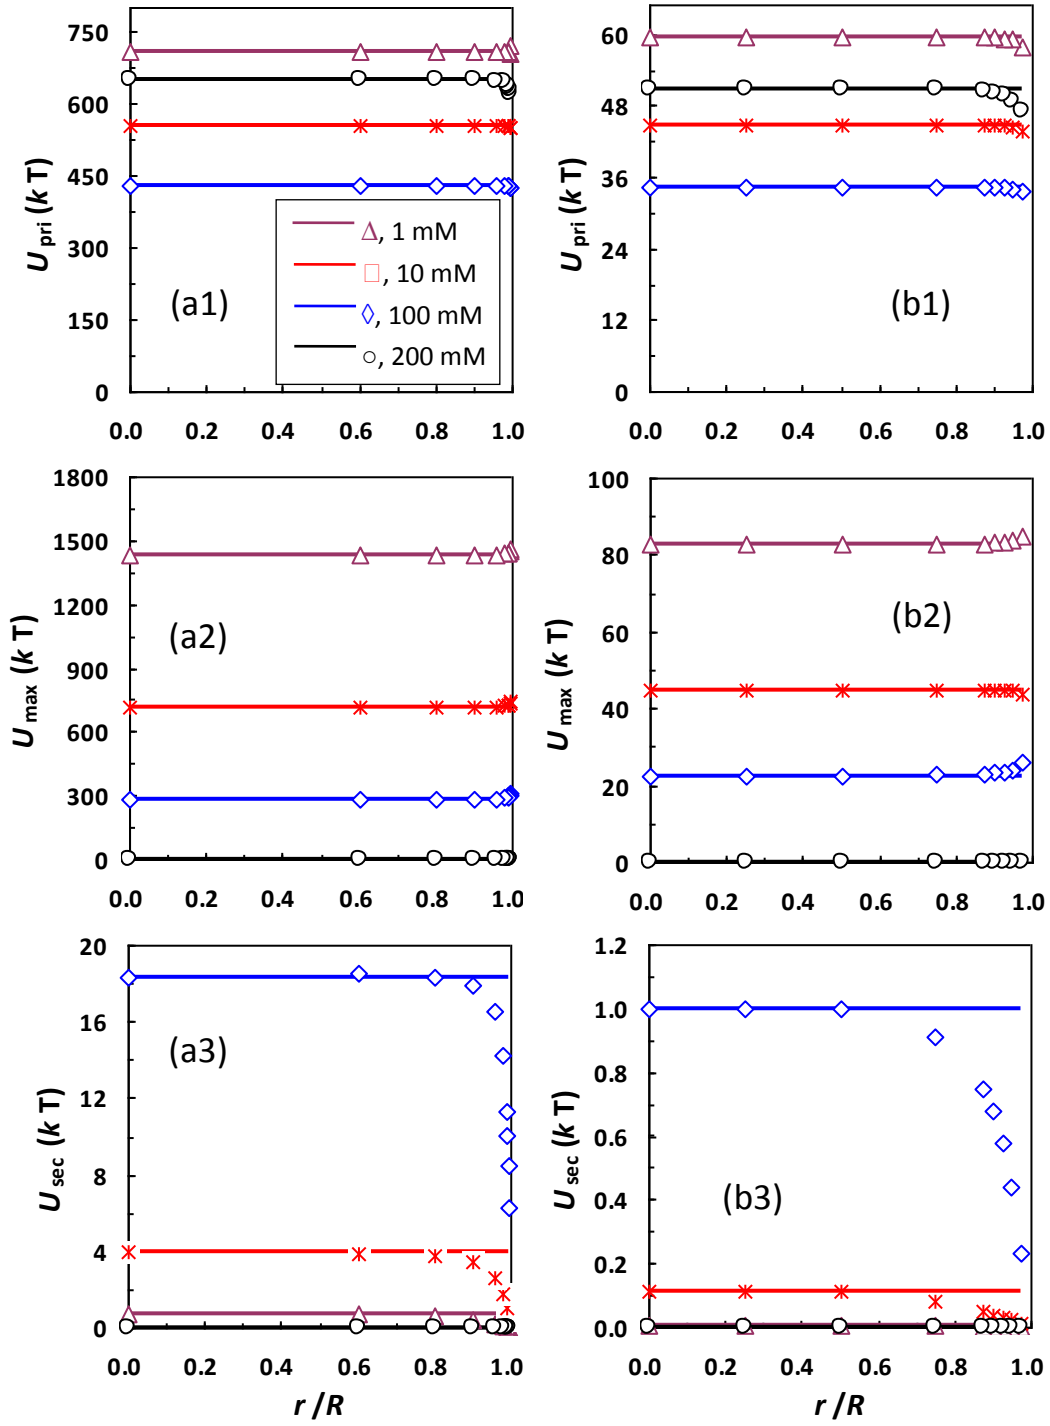 750
600
450
300
150
0
U pri (k T)
0.0 0.2 0.4 0.6 0.8 1.0
(a1)
△, 1 mM
□, 10 mM
◇, 100 mM
○, 200 mM
60
48
36
24
12
0
U pri (k T)
0.0 0.2 0.4 0.6 0.8 1.0
(b1)
1800
1500
1200
900
600
300
0
U max (k T)
0.0 0.2 0.4 0.6 0.8 1.0
(a2)
100
80
60
40
20
0
U max (k T)
0.0 0.2 0.4 0.6 0.8 1.0
(b2)
20
16
12
8
4
0
U sec (k T)
0.0 0.2 0.4 0.6 0.8 1.0
r/R
(a3)
1.2
1.0
0.8
0.6
0.4
0.2
0.0
U sec (k T)
0.0 0.2 0.4 0.6 0.8 1.0
r/R
(b3)